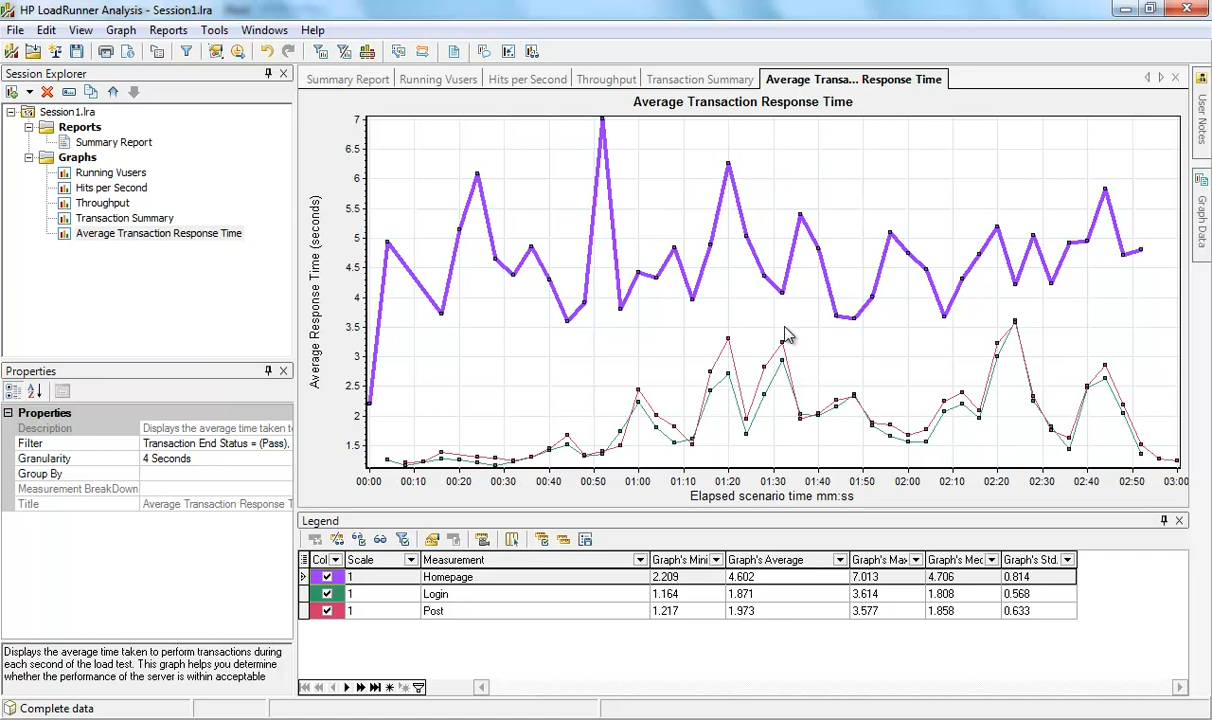 HP LoadRunner Analysis - Session1.lra
File Edit View Graph Reports Tools Windows Help
Session Explorer
Session1.lra
Reports
Summary Report
Graphs
Running Vusers
Hits per Second
Throughput
Transaction Summary
Average Transaction Response Time
Properties
Properties
Description Displays the average time taken t
Filter Transaction End Status = (Pass),
Granularity 4 Seconds
Group By
Measurement BreakDown
Title Average Transaction Response T
Displays the average time taken to perform transactions during
each second of the load test. This graph helps you determine
whether the performance of the server is within acceptable
Summary Report Running Vusers Hits per Second Throughput Transaction Summary Average Transa... Response Time
Average Transaction Response Time
Average Response Time (seconds)
7
6.5
6
5.5
5
4.5
4
3.5
3
2.5
2
1.5
00:00 00:10 00:20 00:30 00:40 00:50 01:00 01:10 01:20 01:30 01:40 01:50 02:00 02:10 02:20 02:30 02:40 02:50 03:00
Elapsed scenario time mm:ss
User Notes
Graph Data
Legend
Col Scale Measurement Graph's Mini Graph's Average Graph's Ma Graph's Mec Graph's Std.
1 Homepage 2.209 4.602 7.013 4.706 0.814
1 Login 1.164 1.871 3.614 1.808 0.568
1 Post 1.217 1.973 3.577 1.858 0.633
Complete data